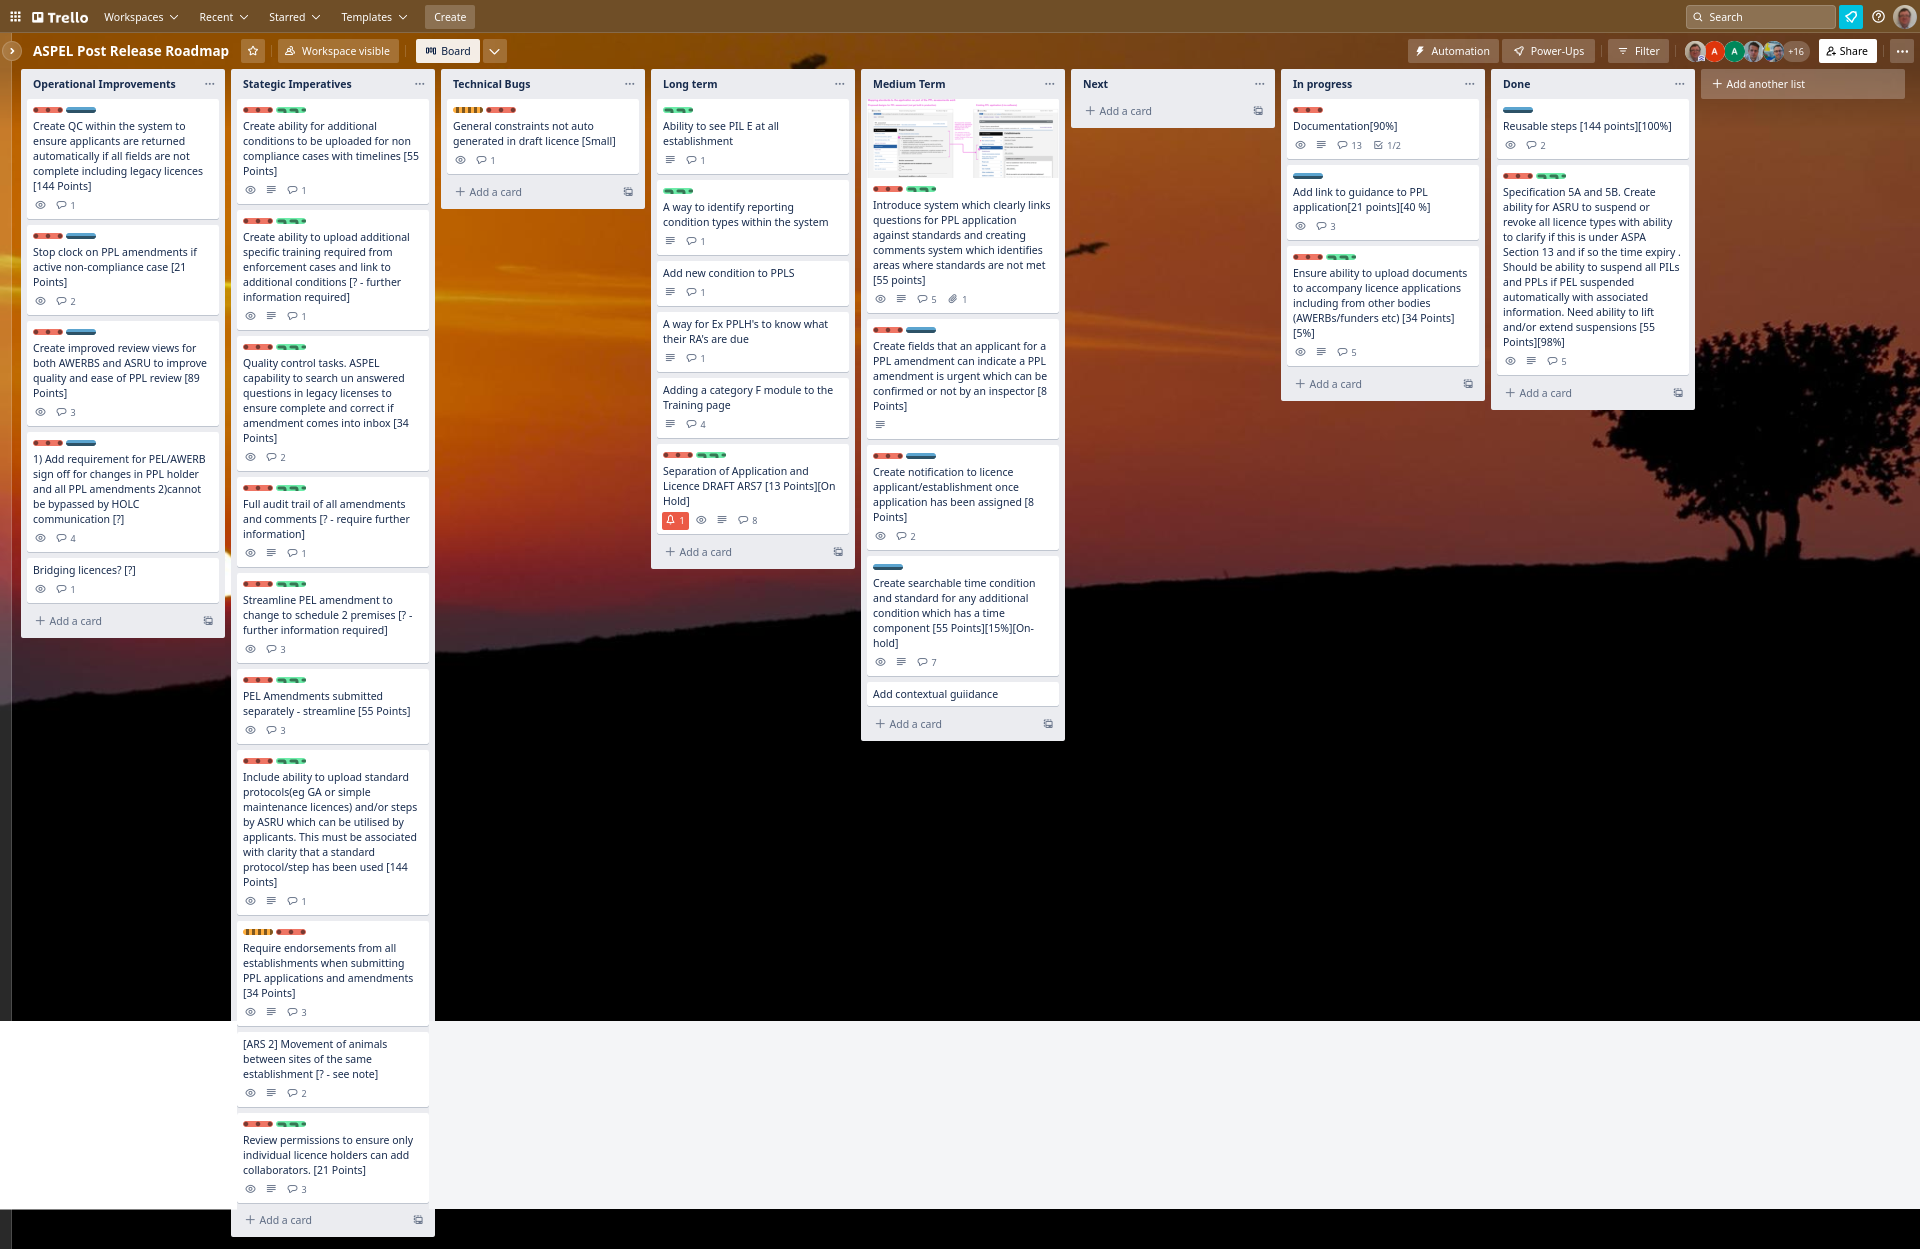 Trello
Workspaces
Recent
Starred
Templates
Create
Search
ASPEL Post Release Roadmap
Workspace visible
Board
Automation
Power-Ups
Filter
A
A
+16
Share
Operational Improvements
Create QC within the system to
ensure applicants are returned
automatically if all fields are not
complete including legacy licences
[144 Points]
1
Stop clock on PPL amendments if
active non-compliance case [21
Points]
2
Create improved review views for
both AWERBS and ASRU to improve
quality and ease of PPL review [89
Points]
3
1) Add requirement for PEL/AWERB
sign off for changes in PPL holder
and all PPL amendments 2)cannot
be bypassed by HOLC
communication [?]
4
Bridging licences? [?]
1
+ Add a card
Stategic Imperatives
Create ability for additional
conditions to be uploaded for non
compliance cases with timelines [55
Points]
1
Create ability to upload additional
specific training required from
enforcement cases and link to
additional conditions [? - further
information required]
1
Quality control tasks. ASPEL
capability to search un answered
questions in legacy licenses to
ensure complete and correct if
amendment comes into inbox [34
Points]
2
Full audit trail of all amendments
and comments [? - require further
information]
1
Streamline PEL amendment to
change to schedule 2 premises [? -
further information required]
3
PEL Amendments submitted
separately - streamline [55 Points]
3
Include ability to upload standard
protocols(eg GA or simple
maintenance licences) and/or steps
by ASRU which can be utilised by
applicants. This must be associated
with clarity that a standard
protocol/step has been used [144
Points]
1
Require endorsements from all
establishments when submitting
PPL applications and amendments
[34 Points]
3
[ARS 2] Movement of animals
between sites of the same
establishment [? - see note]
2
Review permissions to ensure only
individual licence holders can add
collaborators. [21 Points]
3
+ Add a card
Technical Bugs
General constraints not auto
generated in draft licence [Small]
1
+ Add a card
Long term
Ability to see PIL E at all
establishment
1
A way to identify reporting
condition types within the system
1
Add new condition to PPLS
1
A way for Ex PPLH's to know what
their RA's are due
1
Adding a category F module to the
Training page
4
Separation of Application and
Licence DRAFT ARS7 [13 Points][On
Hold]
1
8
+ Add a card
Medium Term
Introduce system which clearly links
questions for PPL application
against standards and creating
comments system which identifies
areas where standards are not met
[55 points]
5 1
Create fields that an applicant for a
PPL amendment can indicate a PPL
amendment is urgent which can be
confirmed or not by an inspector [8
Points]
Create notification to licence
applicant/establishment once
application has been assigned [8
Points]
2
Create searchable time condition
and standard for any additional
condition which has a time
component [55 Points][15%][On-
hold]
7
Add contextual guiidance
+ Add a card
Next
+ Add a card
In progress
Documentation[90%]
13 1/2
Add link to guidance to PPL
application[21 points][40 %]
3
Ensure ability to upload documents
to accompany licence applications
including from other bodies
(AWERBs/funders etc) [34 Points]
[5%]
5
+ Add a card
Done
Reusable steps [144 points][100%]
2
Specification 5A and 5B. Create
ability for ASRU to suspend or
revoke all licence types with ability
to clarify if this is under ASPA
Section 13 and if so the time expiry .
Should be ability to suspend all PILs
and PPLs if PEL suspended
automatically with associated
information. Need ability to lift
and/or extend suspensions [55
Points][98%]
5
+ Add a card
+ Add another list